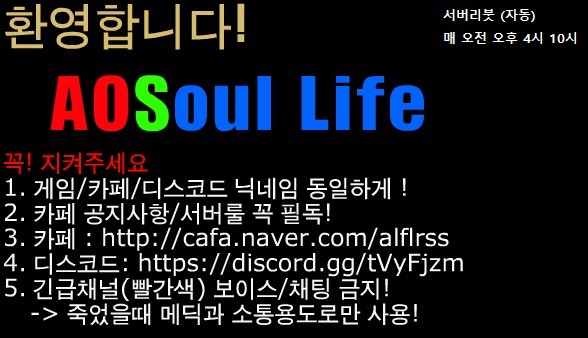 환영합니다!
서버리붓 (자동)
매 오전 오후 4시 10시
AOSoul Life
꼭! 지켜주세요
1. 게임/카페/디스코드 닉네임 동일하게 !
2. 카페 공지사항/서버룰 꼭 필독!
3. 카페 : http://cafa.naver.com/alflrss
4. 디스코드: https://discord.gg/tVyFjzm
5. 긴급채널(빨간색) 보이스/채팅 금지!
-> 죽었을때 메딕과 소통용도로만 사용!